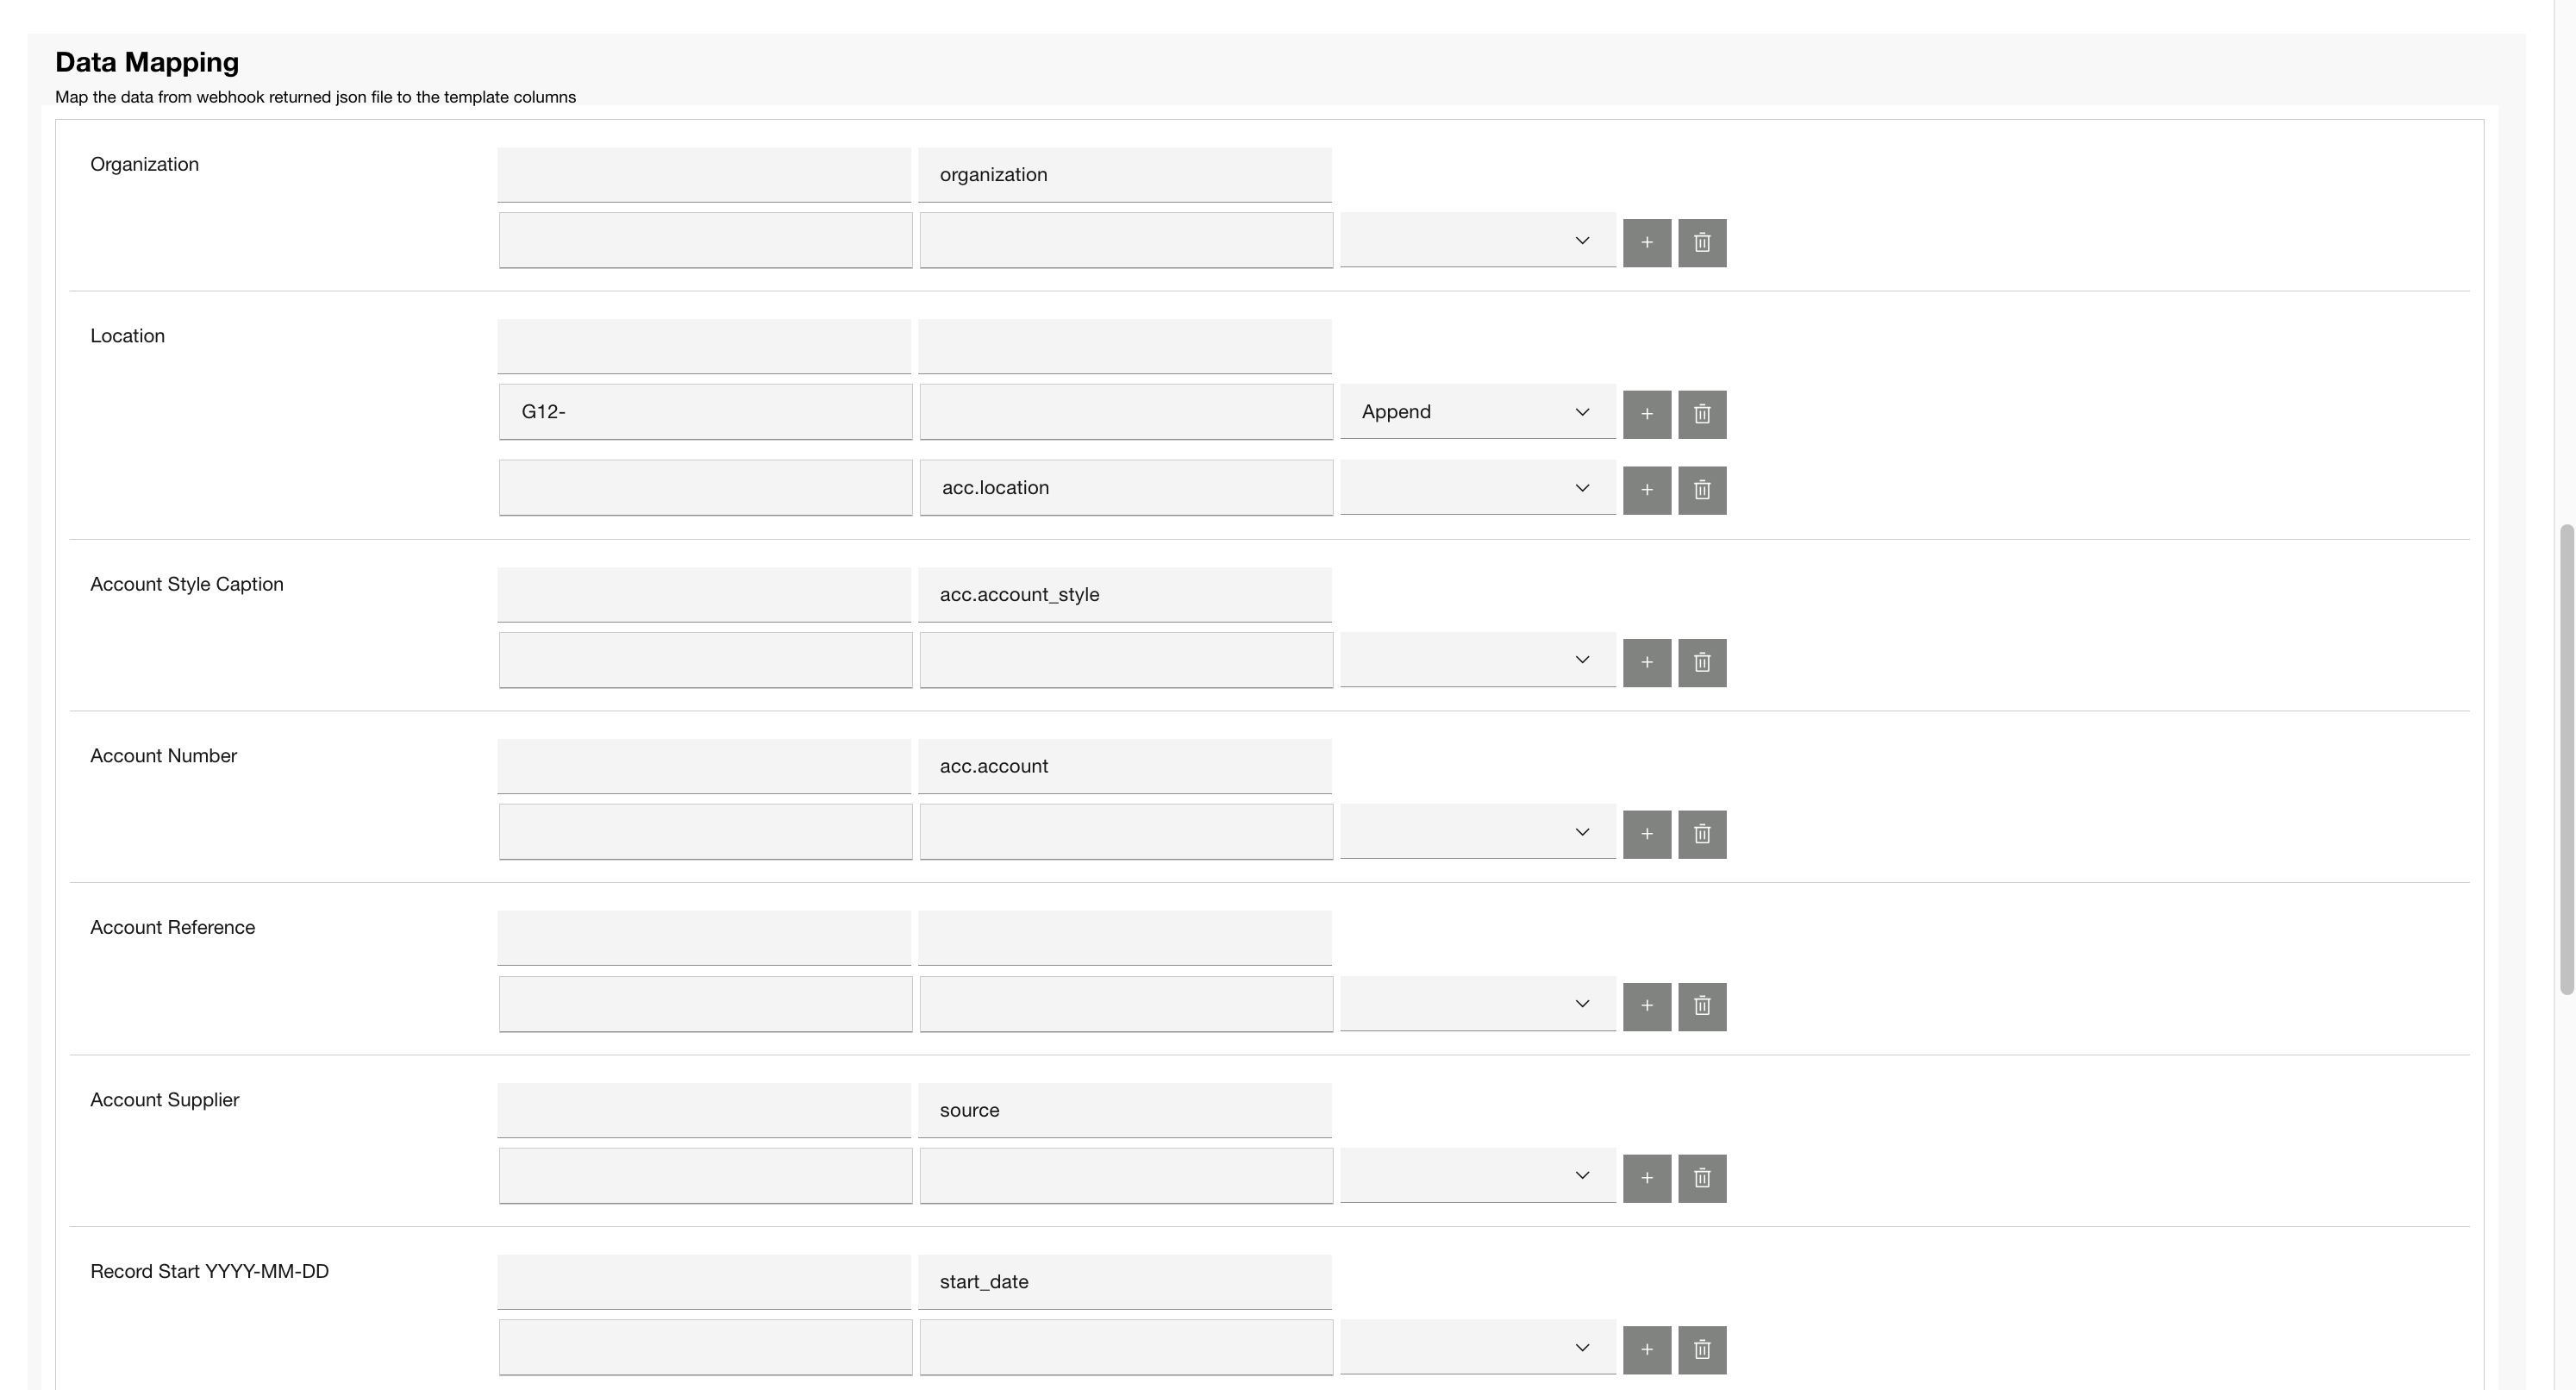 Data Mapping
Map the data from webhook returned json file to the template columns
Organization
organization
Location
G12-
Append
acc.location
Account Style Caption
acc.account_style
Account Number
acc.account
Account Reference
Account Supplier
source
Record Start YYYY-MM-DD
start_date